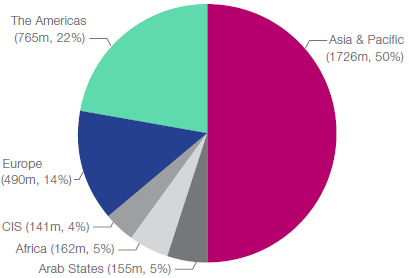 The Americas
(765m, 22%)
Asia & Pacific
(1726m, 50%)
Europe
(490m, 14%)
CIS (141m, 4%)
Africa (162m, 5%)
Arab States (155m, 5%)